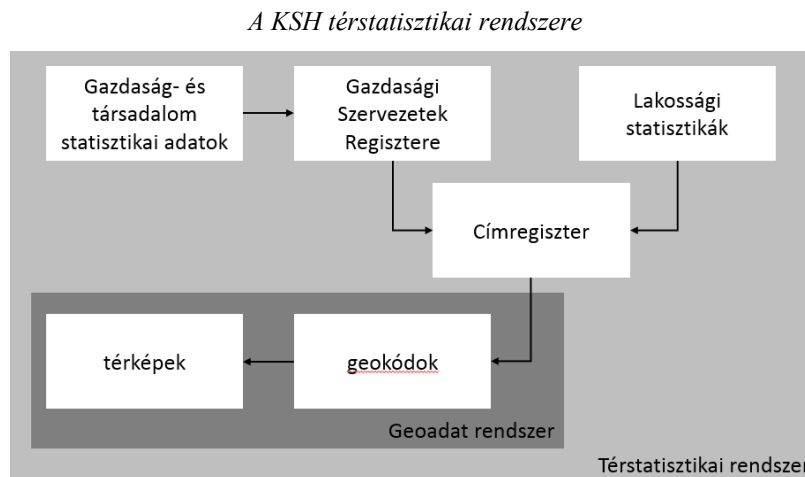 A KSH térstatisztikai rendszere
Gazdaság- és
társadalom
statisztikai adatok
Gazdasági
Szervezetek
Regisztere
Lakossági
statisztikák
Címregiszter
térképek
geokódok
Geoadat rendszer
Térstatisztikai rendszer